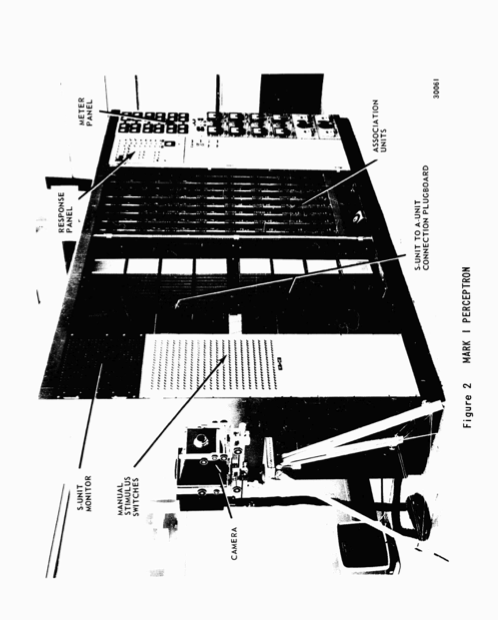 S-UNIT
MONITOR
MANUAL
STIMULUS
SWITCHES
CAMERA
RESPONSE
PANEL
METER
PANEL
ASSOCIATION
UNITS
S-UNIT TO A-UNIT
CONNECTION PLUGBOARD
30061
Figure 2 MARK I PERCEPTRON